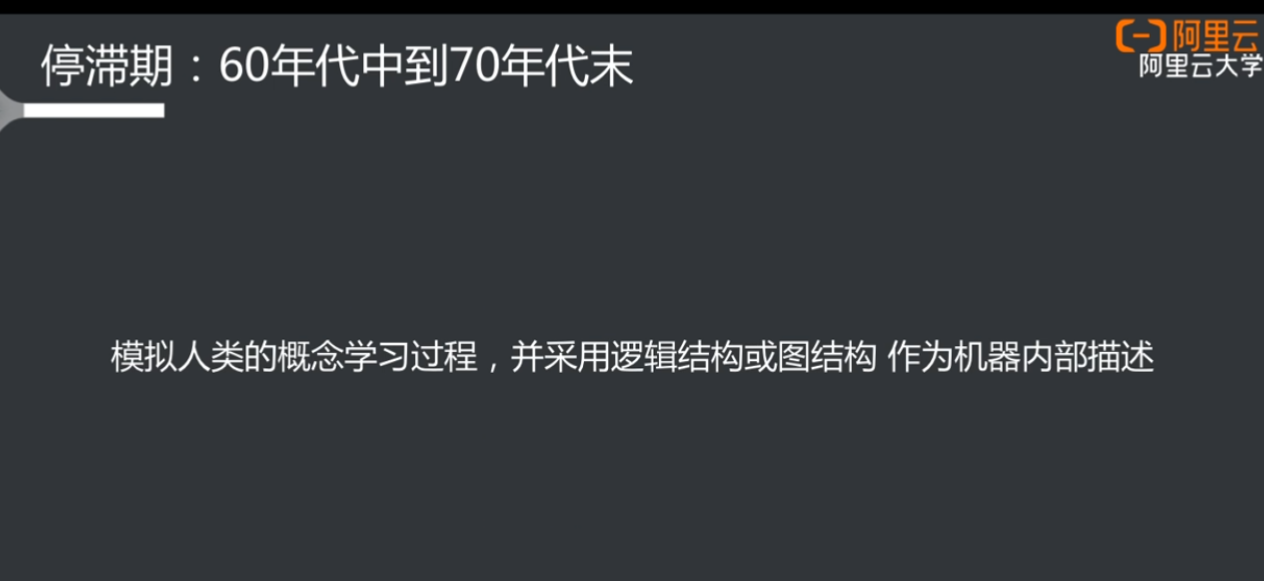 阿里云
停滞期：60年代中到70年代末
阿里云大学
模拟人类的概念学习过程，并采用逻辑结构或图结构 作为机器内部描述